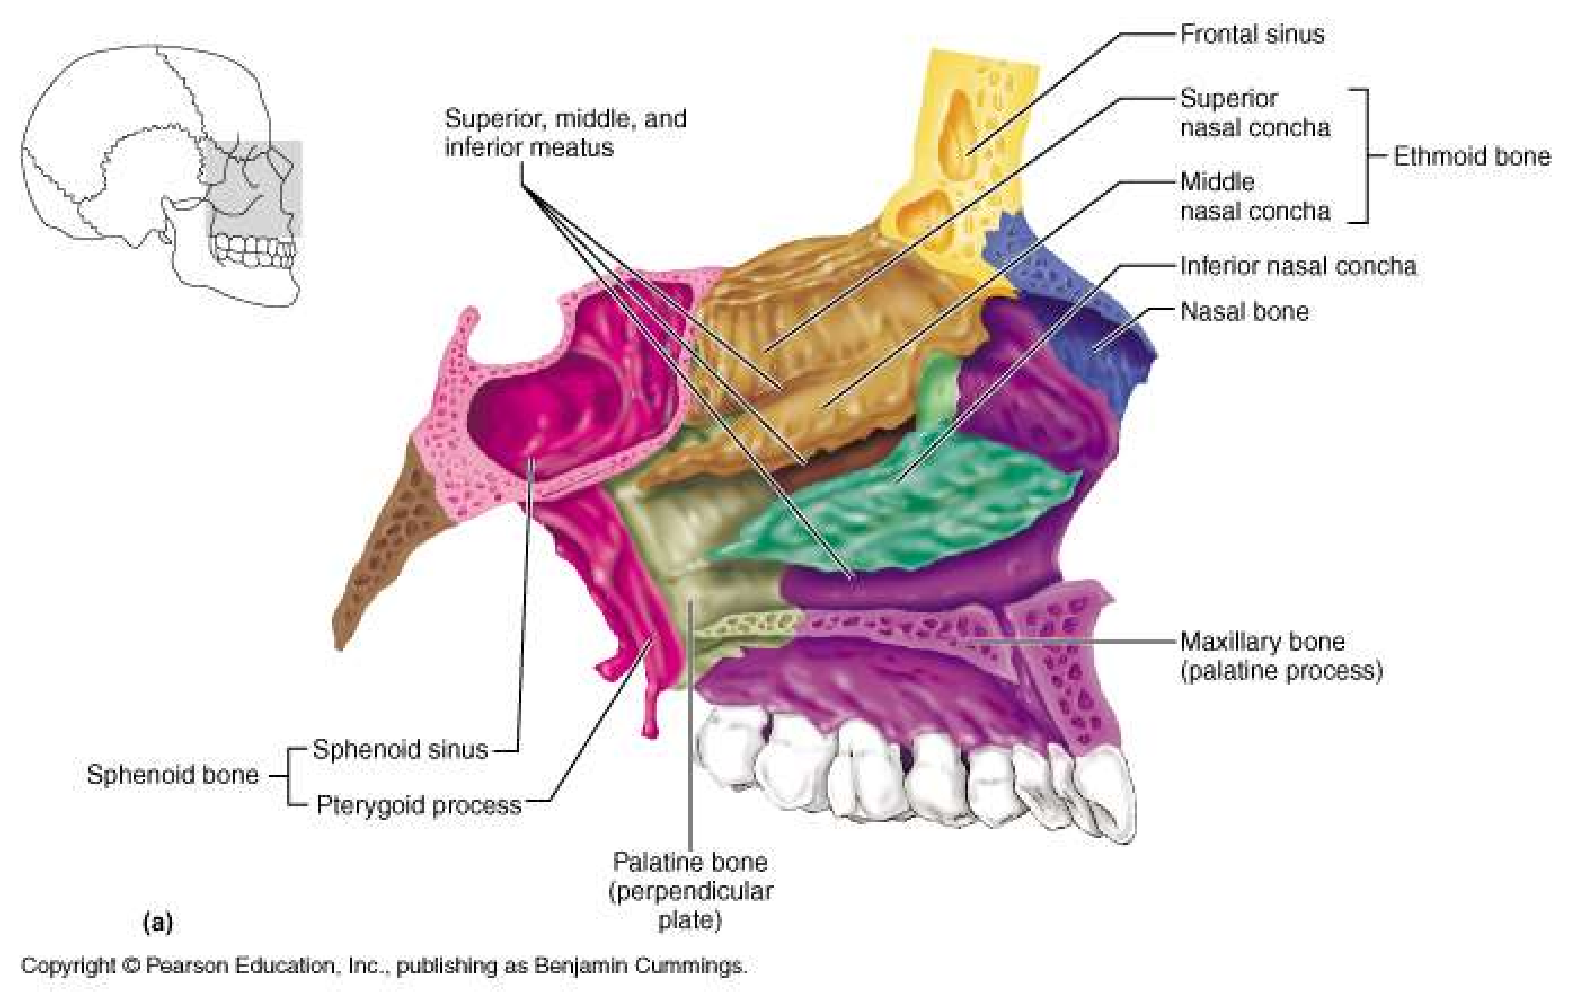 Frontal sinus
Superior
nasal concha
Ethmoid bone
Middle
nasal concha
Superior, middle, and
inferior meatus
Inferior nasal concha
Nasal bone
Maxillary bone
(palatine process)
Sphenoid bone
Sphenoid sinus
Pterygoid process
Palatine bone
(perpendicular
plate)
(a)
Copyright © Pearson Education, Inc., publishing as Benjamin Cummings.